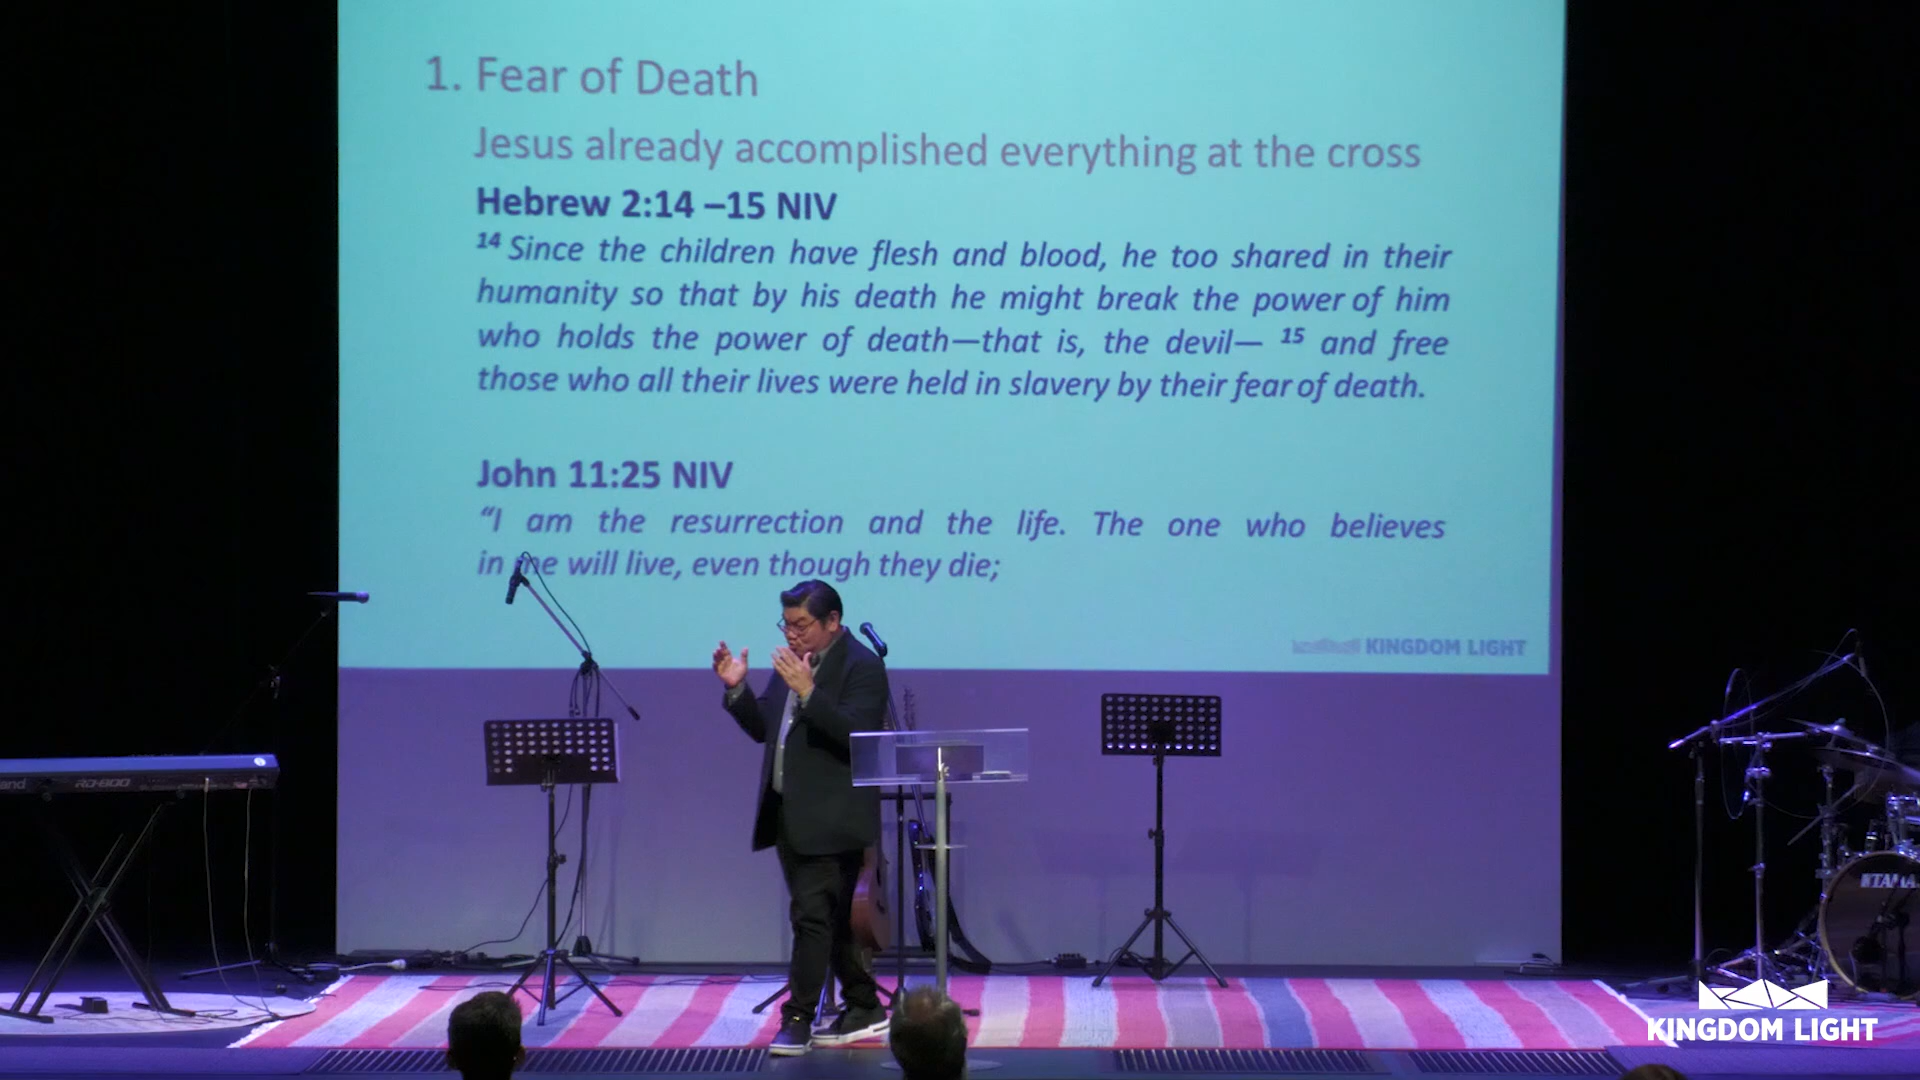 1. Fear of Death
Jesus already accomplished everything at the cross
Hebrew 2:14 –15 NIV
14 Since the children have flesh and blood, he too shared in their
humanity so that by his death he might break the power of him
who holds the power of death—that is, the devil— 15 and free
those who all their lives were held in slavery by their fear of death.
John 11:25 NIV
“I am the resurrection and the life. The one who believes
in me will live, even though they die;
KINGDOM LIGHT
and RD-800
TAMA
KINGDOM LIGHT